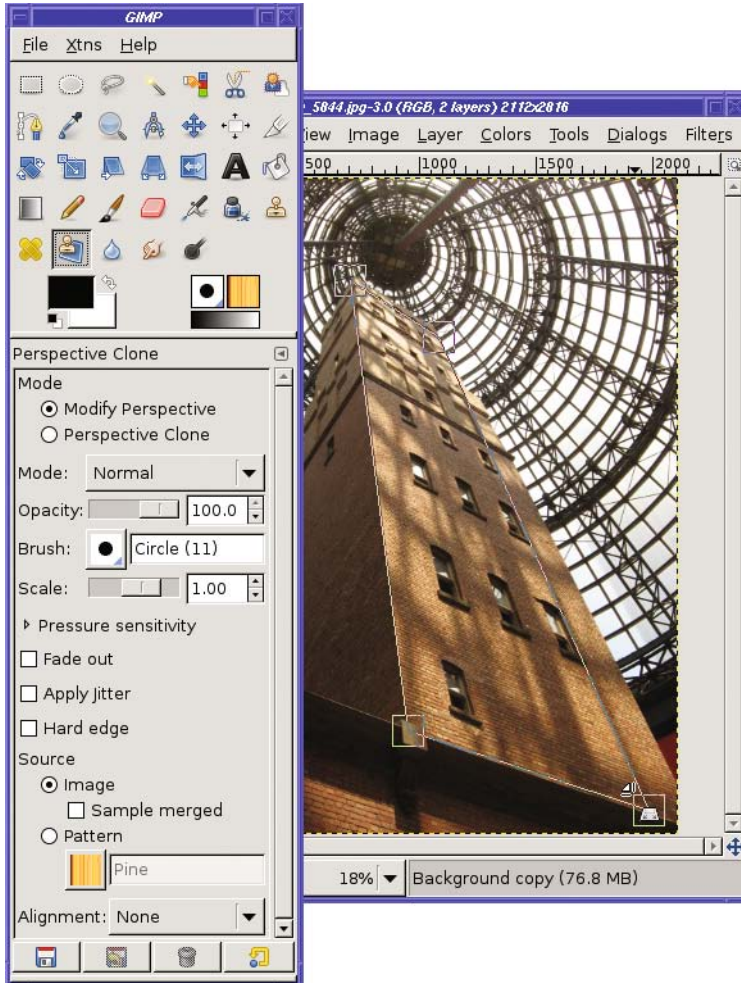 GIMP
File Xtns Help
Perspective Clone
Mode
Modify Perspective
Perspective Clone
Mode: Normal
Opacity: 100.0
Brush: Circle (11)
Scale: 1.00
Pressure sensitivity
Fade out
Apply Jitter
Hard edge
Source
Image
Sample merged
Pattern
Pine
Alignment: None
_5844.jpg-3.0 (RGB, 2 layers) 2112x2816
iew Image Layer Colors Tools Dialogs Filters
500 1000 1500 2000
18% Background copy (76.8 MB)